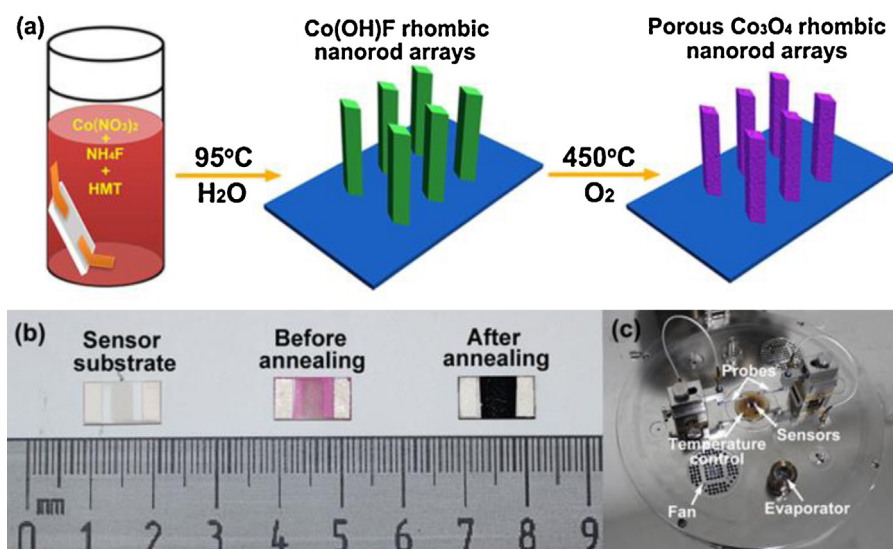 (a)
Co(NO₃)₂
+
NH₄F
+
HMT
95°C
H₂O
Co(OH)F rhombic
nanorod arrays
450°C
O₂
Porous Co₃O₄ rhombic
nanorod arrays
(b)
Sensor
substrate
Before
annealing
After
annealing
mm
0 1 2 3 4 5 6 7 8 9
(c)
Probes
Temperature
control
Sensors
Fan
Evaporator